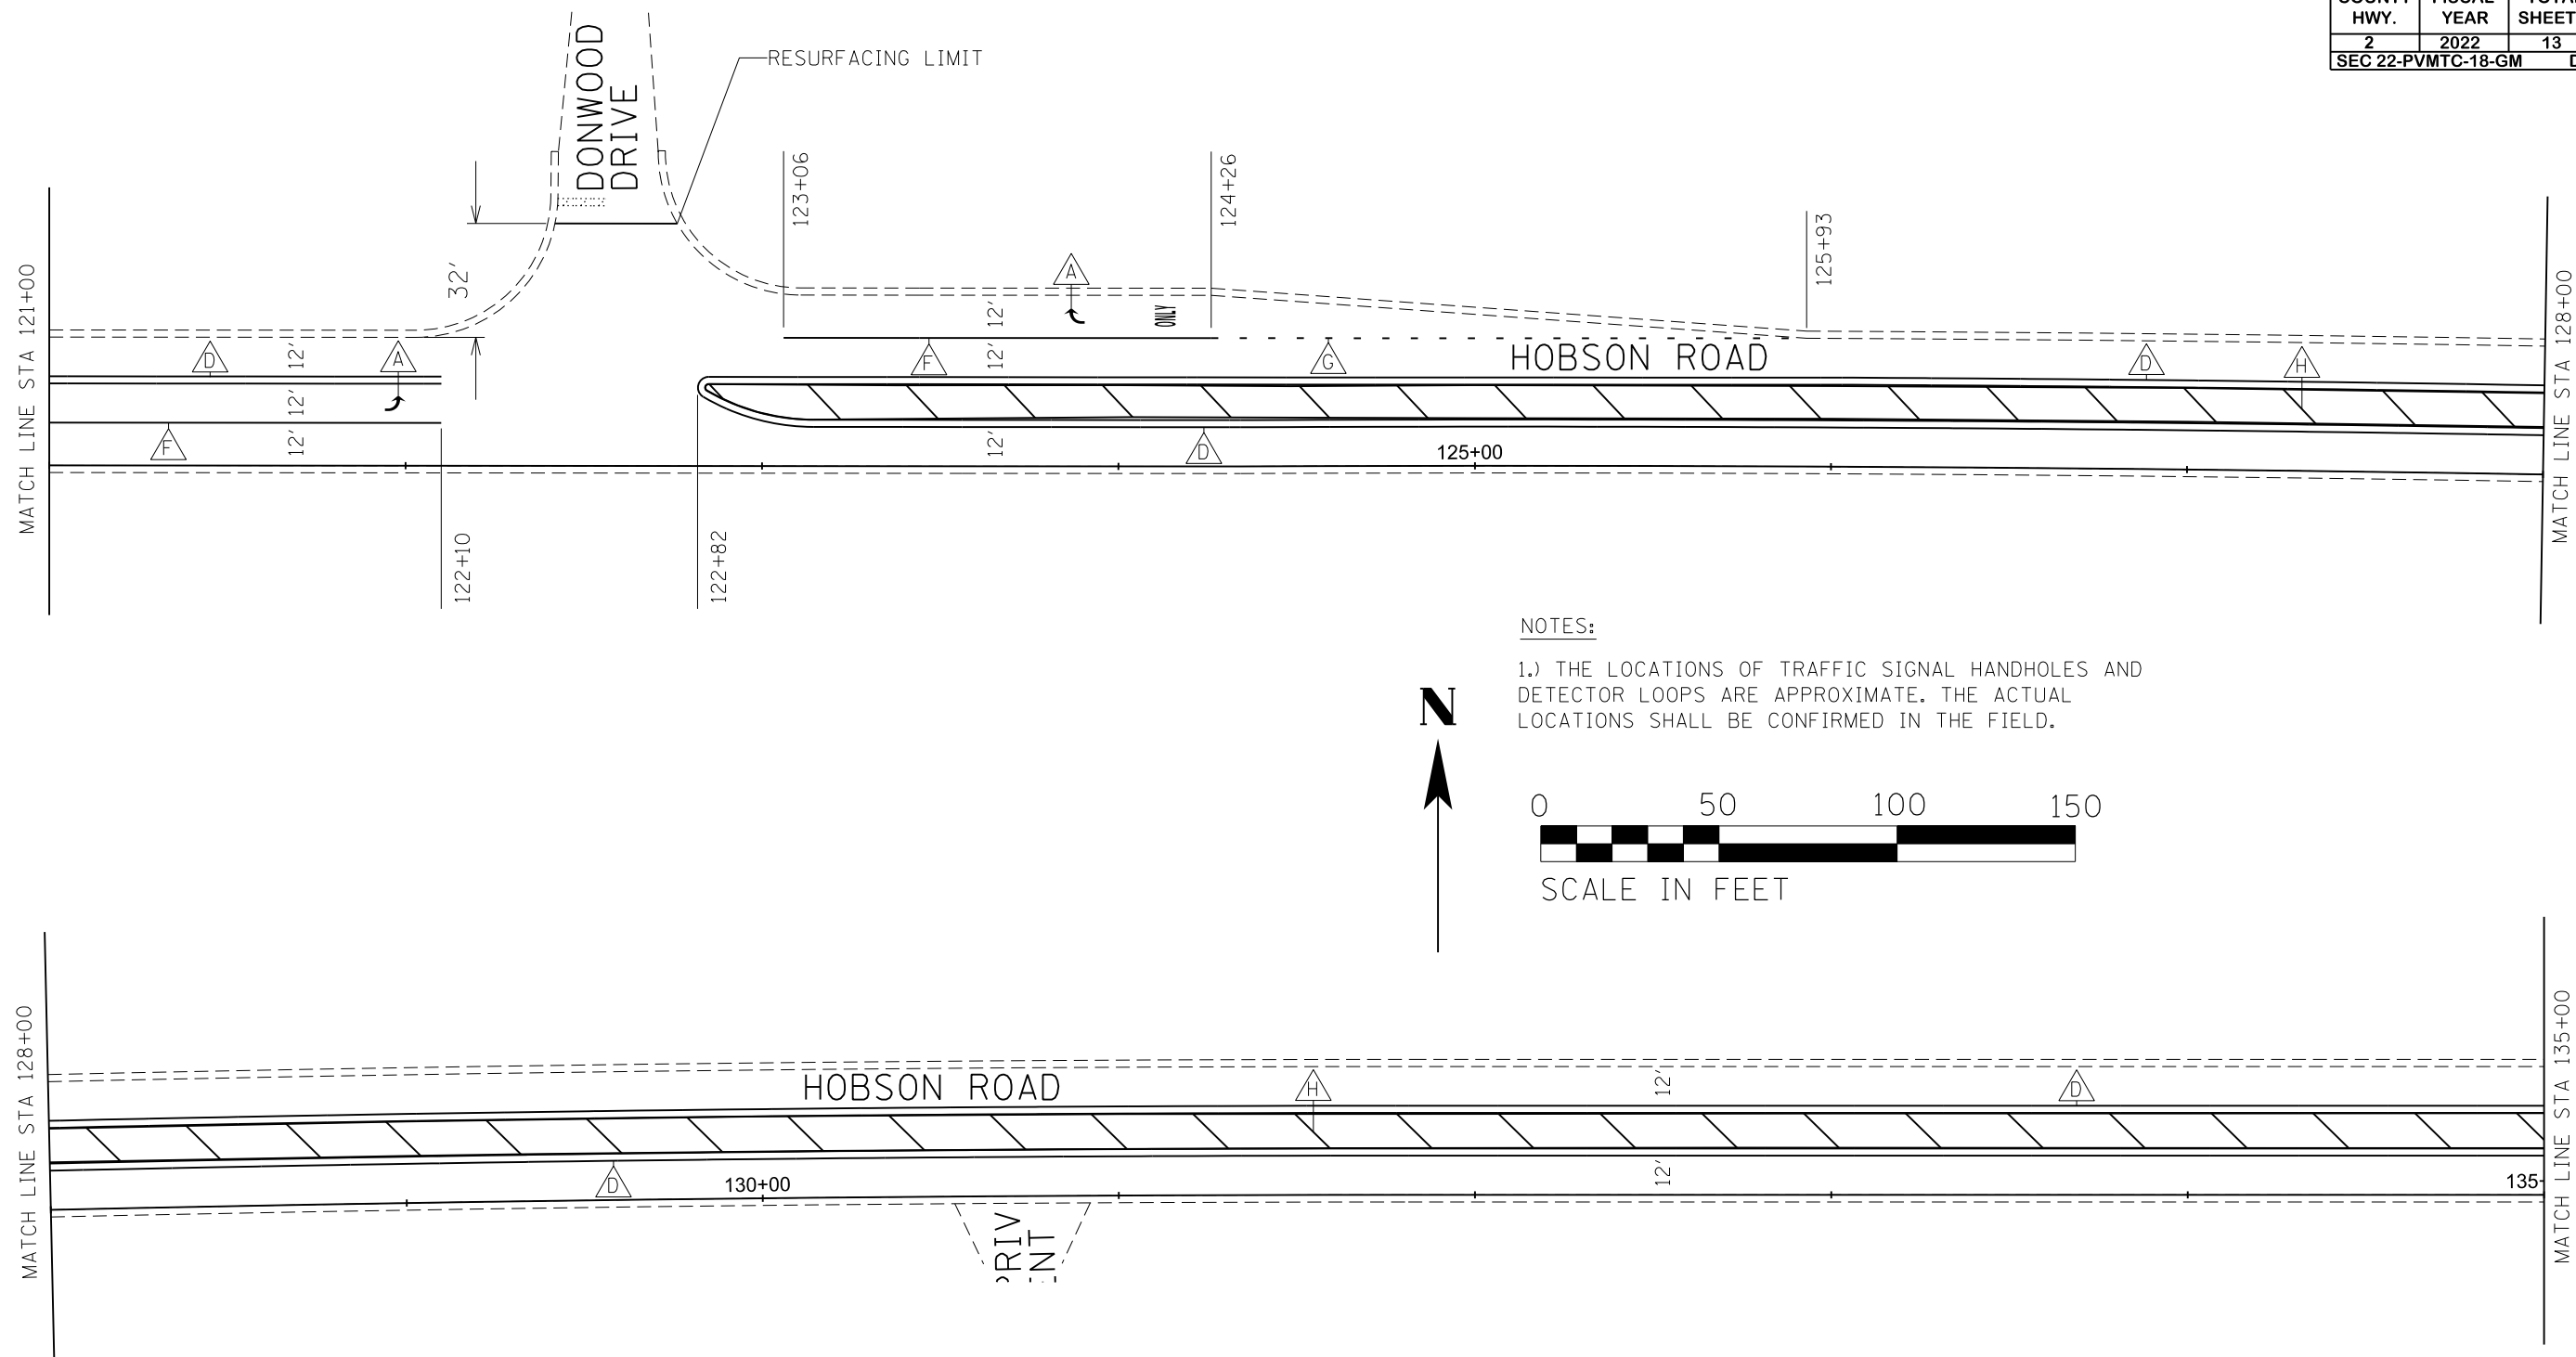 HWY.
YEAR
SHEET
2
2022
13
SEC 22-PVMTC-18-GM
RESURFACING LIMIT
DONWOOD
DRIVE
123+06
124+26
125+93
32'
A
12'
ONLY
MATCH LINE STA 121+00
D
12'
A
F
12'
G
HOBSON ROAD
D
H
MATCH LINE STA 128+00
12'
F
12'
12'
D
125+00
122+10
122+82
NOTES:
1.) THE LOCATIONS OF TRAFFIC SIGNAL HANDHOLES AND
DETECTOR LOOPS ARE APPROXIMATE. THE ACTUAL
LOCATIONS SHALL BE CONFIRMED IN THE FIELD.
N
0 50 100 150
SCALE IN FEET
MATCH LINE STA 128+00
HOBSON ROAD
H
12'
D
MATCH LINE STA 135+00
D
130+00
12'
135
PRIV
ENT